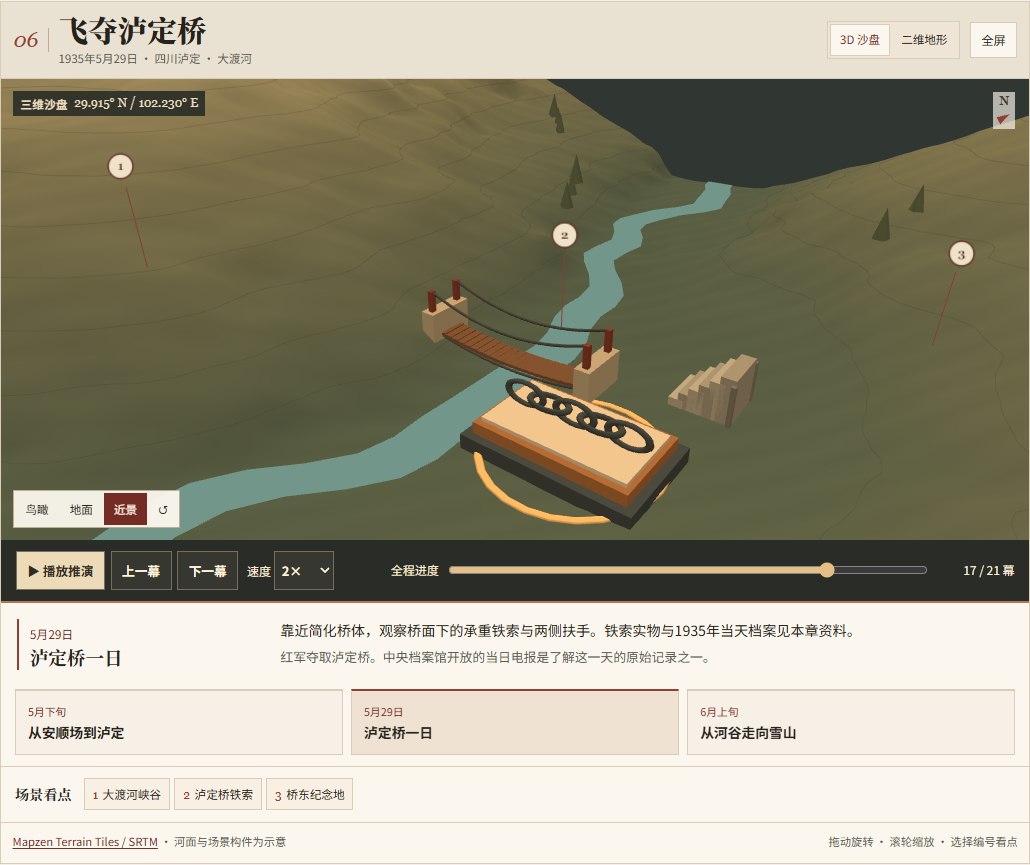 06
飞夺泸定桥
1935年5月29日 · 四川泸定 · 大渡河
3D 沙盘
二维地形
全屏
三维沙盘 29.915° N / 102.230° E
N
1
2
3
鸟瞰
地面
近景
↺
▶ 播放推演
上一幕
下一幕
速度
2×
全程进度
17 / 21 幕
5月29日
泸定桥一日
靠近简化桥体，观察桥面下的承重铁索与两侧扶手。铁索实物与1935年当天档案见本章资料。
红军夺取泸定桥。中央档案馆开放的当日电报是了解这一天的原始记录之一。
5月下旬
从安顺场到泸定
5月29日
泸定桥一日
6月上旬
从河谷走向雪山
场景看点
1 大渡河峡谷
2 泸定桥铁索
3 桥东纪念地
Mapzen Terrain Tiles / SRTM · 河面与场景构件为示意
拖动旋转 · 滚轮缩放 · 选择编号看点